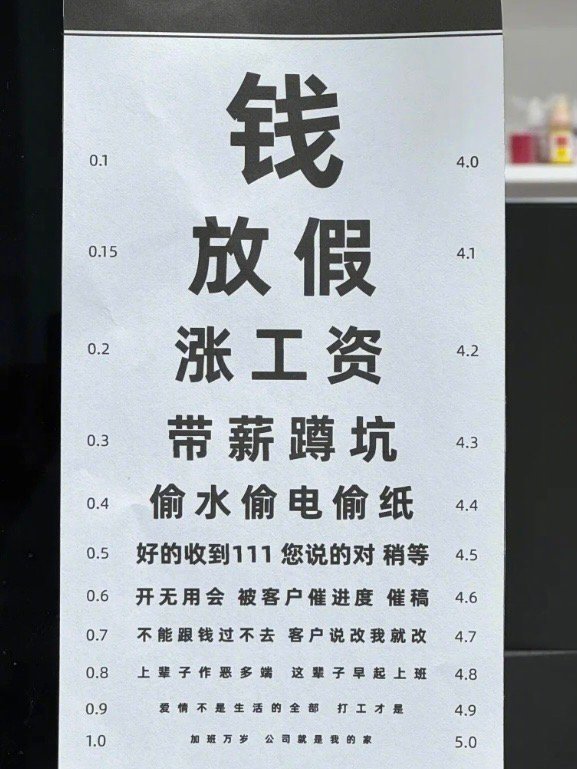 0.1 钱 4.0
0.15 放假 4.1
0.2 涨工资 4.2
0.3 带薪蹲坑 4.3
0.4 偷水偷电偷纸 4.4
0.5 好的收到111 您说的对 稍等 4.5
0.6 开无用会 被客户催进度 催稿 4.6
0.7 不能跟钱过不去 客户说改我就改 4.7
0.8 上辈子作恶多端 这辈子早起上班 4.8
0.9 爱情不是生活的全部 打工才是 4.9
1.0 加班万岁 公司就是我的家 5.0